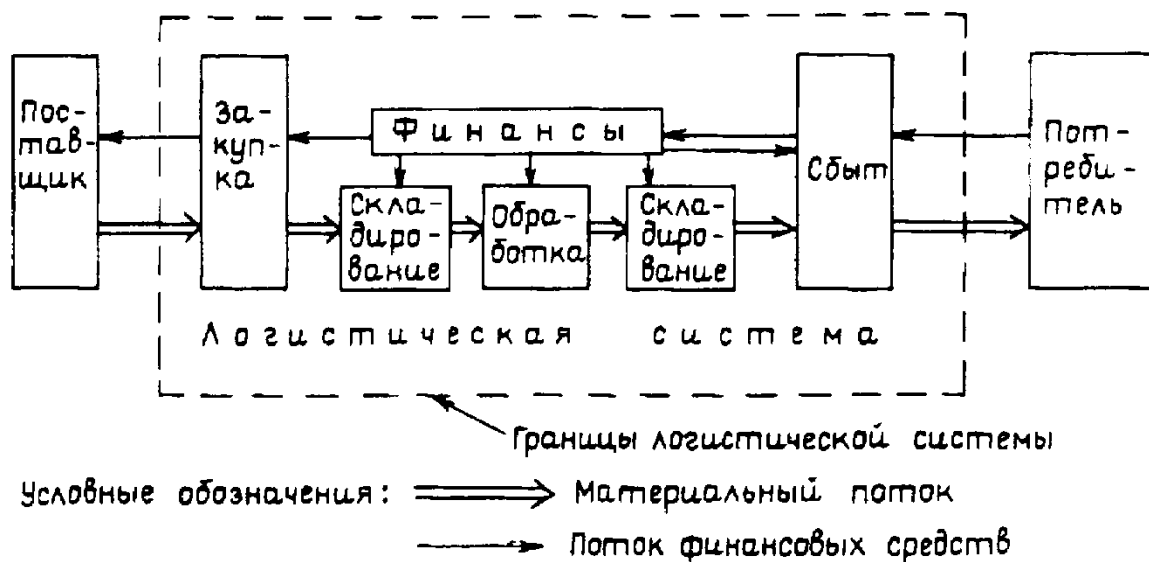 Пос-
тав-
щик
За-
куп-
ка
Финансы
Скла-
диро-
вание
Обра-
ботка
Скла-
диро-
вание
Сбыт
Пот-
реби-
тель
Логистическая система
Границы логистической системы
Условные обозначения: Материальный поток
Поток финансовых средств